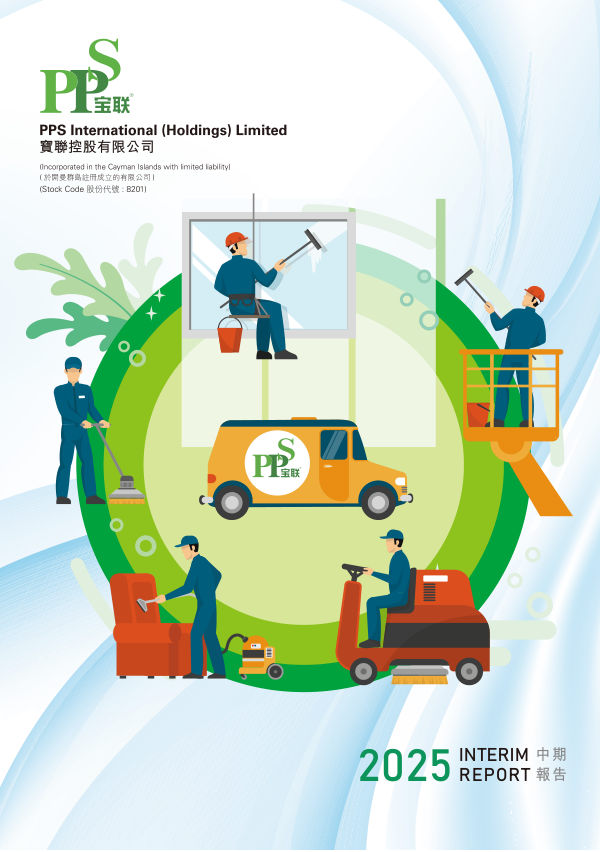 PPS
宝联®
PPS International (Holdings) Limited
寶聯控股有限公司
(Incorporated in the Cayman Islands with limited liability)
(於開曼群島註冊成立的有限公司)
(Stock Code 股份代號 : 8201)
PPS
宝联
2025 INTERIM 中期
REPORT 報告